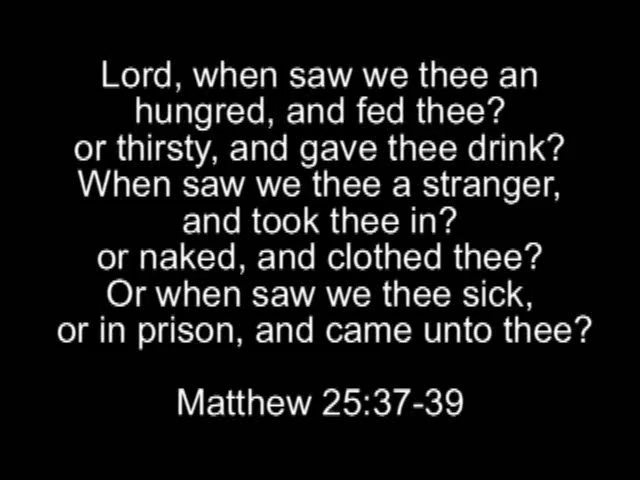 Lord, when saw we thee an
hungred, and fed thee?
or thirsty, and gave thee drink?
When saw we thee a stranger,
and took thee in?
or naked, and clothed thee?
Or when saw we thee sick,
or in prison, and came unto thee?
Matthew 25:37-39